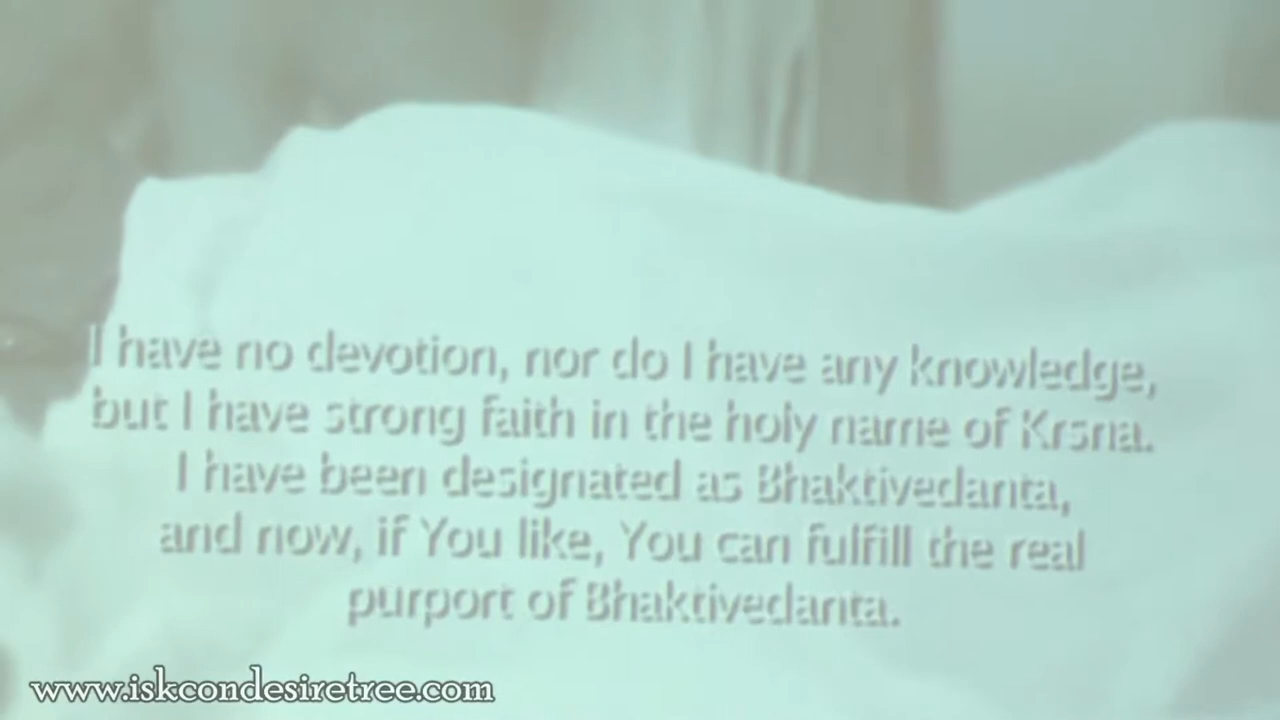 I have no devotion, nor do I have any knowledge,
but I have strong faith in the holy name of Krsna.
I have been designated as Bhaktivedanta,
and now, if You like, You can fulfill the real
purport of Bhaktivedanta.
www.iskcondesiretree.com